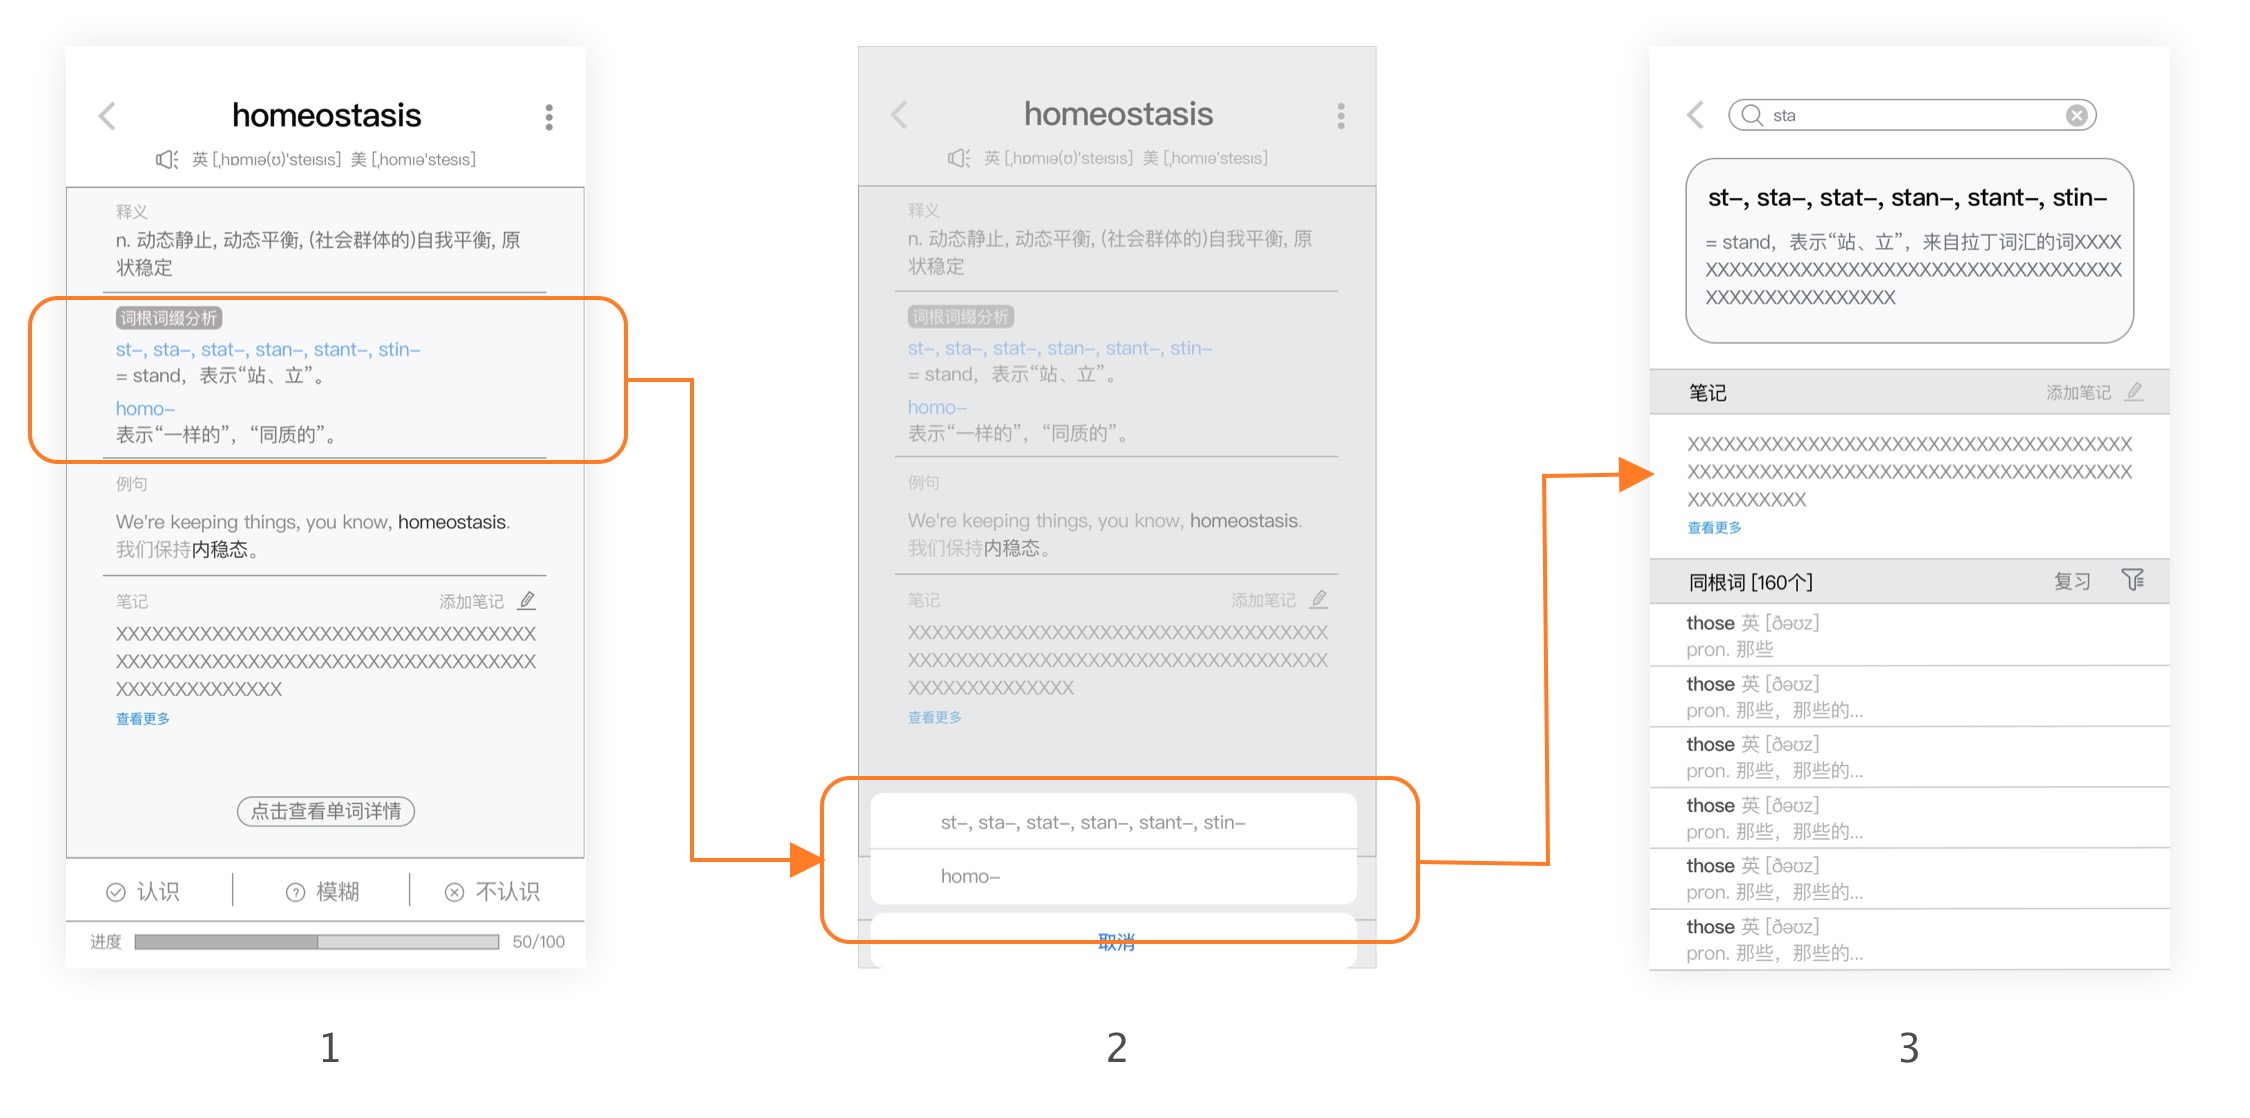 homeostasis
英 [ˌhɒmɪə(ʊ)'steɪsɪs] 美 [ˌhomɪə'stesɪs]
释义
n. 动态静止, 动态平衡, (社会群体的)自我平衡, 原
状稳定
词根词缀分析
st–, sta–, stat–, stan–, stant–, stin–
= stand，表示“站、立”。
homo–
表示“一样的”，“同质的”。
例句
We're keeping things, you know, homeostasis.
我们保持内稳态。
笔记 添加笔记
XXXXXXXXXXXXXXXXXXXXXXXXXXXXXXXXXXX
XXXXXXXXXXXXXXXXXXXXXXXXXXXXXXXXXXX
XXXXXXXXXXXXXX
查看更多
点击查看单词详情
认识 模糊 不认识
进度 50/100
1
homeostasis
英 [ˌhɒmɪə(ʊ)'steɪsɪs] 美 [ˌhomɪə'stesɪs]
释义
n. 动态静止, 动态平衡, (社会群体的)自我平衡, 原
状稳定
词根词缀分析
st–, sta–, stat–, stan–, stant–, stin–
= stand，表示“站、立”。
homo–
表示“一样的”，“同质的”。
例句
We're keeping things, you know, homeostasis.
我们保持内稳态。
笔记 添加笔记
XXXXXXXXXXXXXXXXXXXXXXXXXXXXXXXXXXX
XXXXXXXXXXXXXXXXXXXXXXXXXXXXXXXXXXX
XXXXXXXXXXXXXX
查看更多
st–, sta–, stat–, stan–, stant–, stin–
homo–
取消
2
sta
st–, sta–, stat–, stan–, stant–, stin–
= stand，表示“站、立”，来自拉丁词汇的词XXXX
XXXXXXXXXXXXXXXXXXXXXXXXXXXXXXXXXXX
XXXXXXXXXXXXXXXX
笔记 添加笔记
XXXXXXXXXXXXXXXXXXXXXXXXXXXXXXXXXXXXX
XXXXXXXXXXXXXXXXXXXXXXXXXXXXXXXXXXXXX
XXXXXXXXXX
查看更多
同根词 [160个] 复习
those 英 [ðəʊz]
pron. 那些
those 英 [ðəʊz]
pron. 那些，那些的...
those 英 [ðəʊz]
pron. 那些，那些的...
those 英 [ðəʊz]
pron. 那些，那些的...
those 英 [ðəʊz]
pron. 那些，那些的...
those 英 [ðəʊz]
pron. 那些，那些的...
3